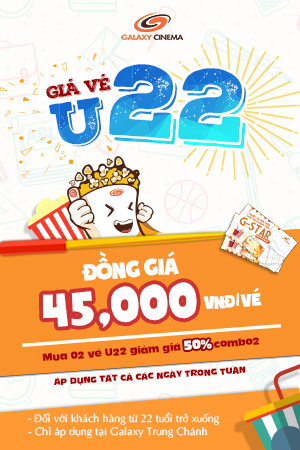 GALAXY CINEMA
GIÁ VÉ
U22
G-STAR
ĐỒNG GIÁ
45,000 VNĐ/VÉ
Mua 02 vé U22 giảm giá 50% combo2
ÁP DỤNG TẤT CẢ CÁC NGÀY TRONG TUẦN
- Đối với khách hàng từ 22 tuổi trở xuống
- Chỉ áp dụng tại Galaxy Trung Chánh